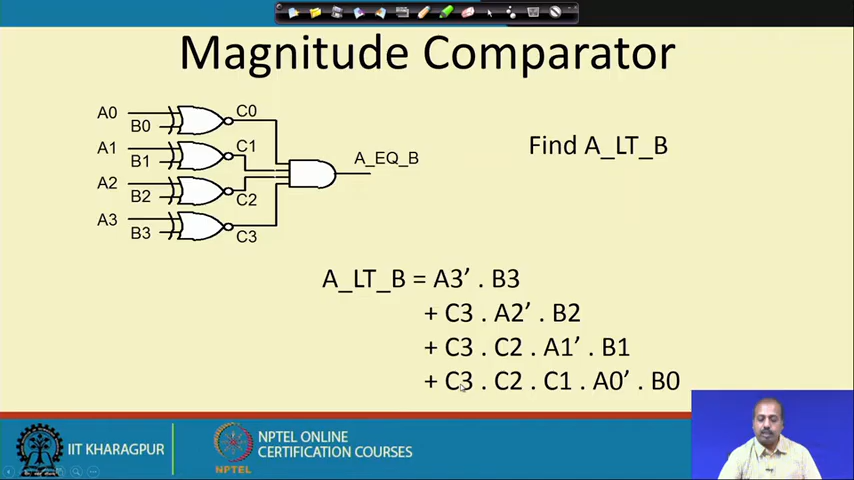 Magnitude Comparator
A0
B0
C0
A1
B1
C1
A2
B2
C2
A3
B3
C3
A_EQ_B
Find A_LT_B
A_LT_B = A3’ . B3
+ C3 . A2’ . B2
+ C3 . C2 . A1’ . B1
+ C3 . C2 . C1 . A0’ . B0
IIT KHARAGPUR
NPTEL
NPTEL ONLINE
CERTIFICATION COURSES